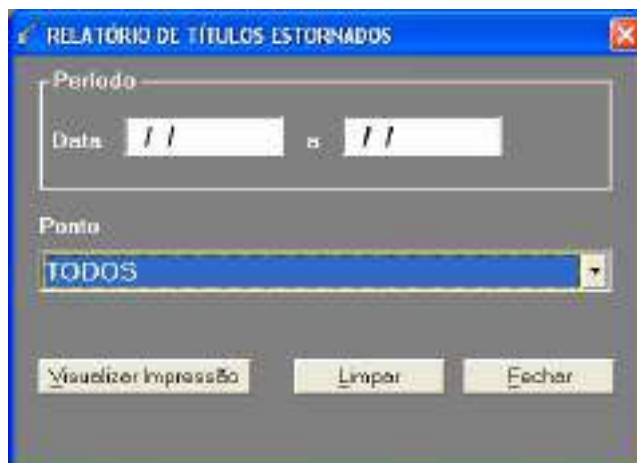 RELATÓRIO DE TÍTULOS ESTORNADOS
Período
Data / / a / /
Ponto
TODOS
Visualizar Impressão Limpar Fechar